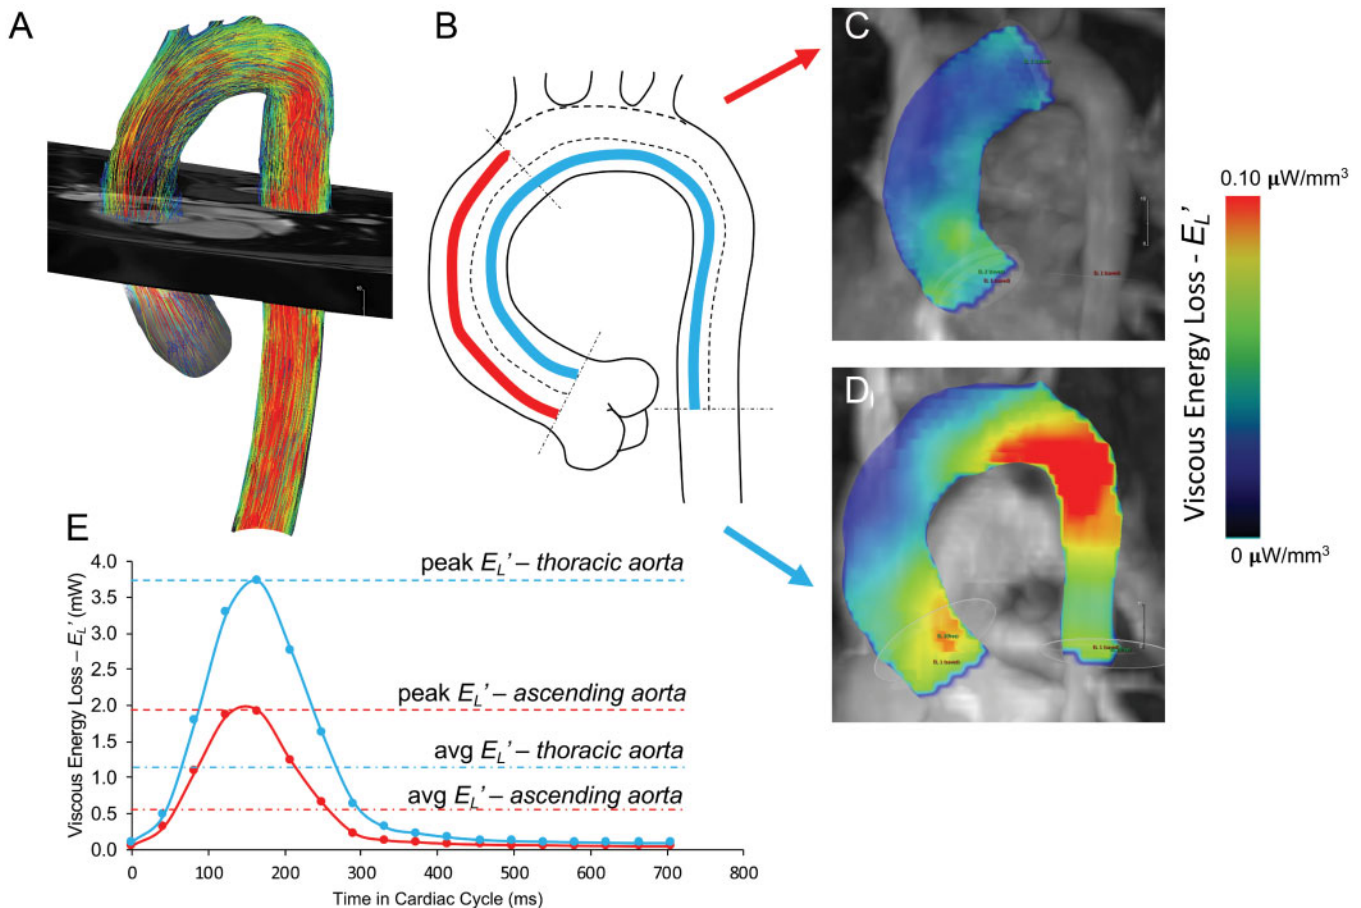 A
B
C
D
0.10 μW/mm³
Viscous Energy Loss - E_L’
0 μW/mm³
E
Viscous Energy Loss – E_L’ (mW)
4.0
3.5
3.0
2.5
2.0
1.5
1.0
0.5
0.0
peak E_L’ – thoracic aorta
peak E_L’ – ascending aorta
avg E_L’ – thoracic aorta
avg E_L’ – ascending aorta
0 100 200 300 400 500 600 700 800
Time in Cardiac Cycle (ms)